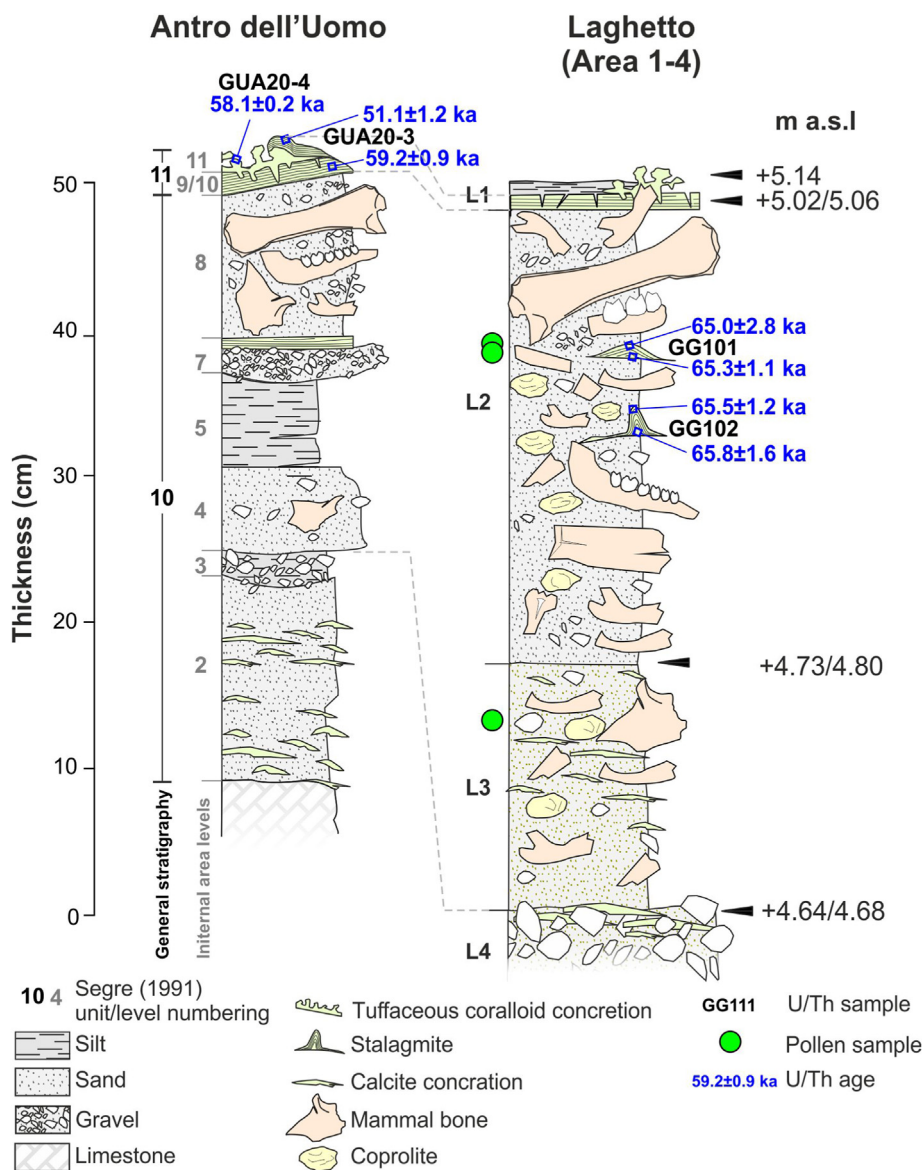 Antro dell’Uomo
Laghetto
(Area 1-4)
GUA20-4
58.1±0.2 ka
51.1±1.2 ka
GUA20-3
59.2±0.9 ka
m a.s.l
11
11
9/10
50
L1
+5.14
+5.02/5.06
8
40
7
65.0±2.8 ka
GG101
65.3±1.1 ka
L2
65.5±1.2 ka
GG102
65.8±1.6 ka
5
30
10
4
Thickness (cm)
3
20
2
+4.73/4.80
10
L3
General stratigraphy
Initernal area levels
0
+4.64/4.68
L4
10 4 Segre (1991)
unit/level numbering
Silt
Sand
Gravel
Limestone
Tuffaceous coralloid concretion
Stalagmite
Calcite concration
Mammal bone
Coprolite
GG111 U/Th sample
Pollen sample
59.2±0.9 ka U/Th age